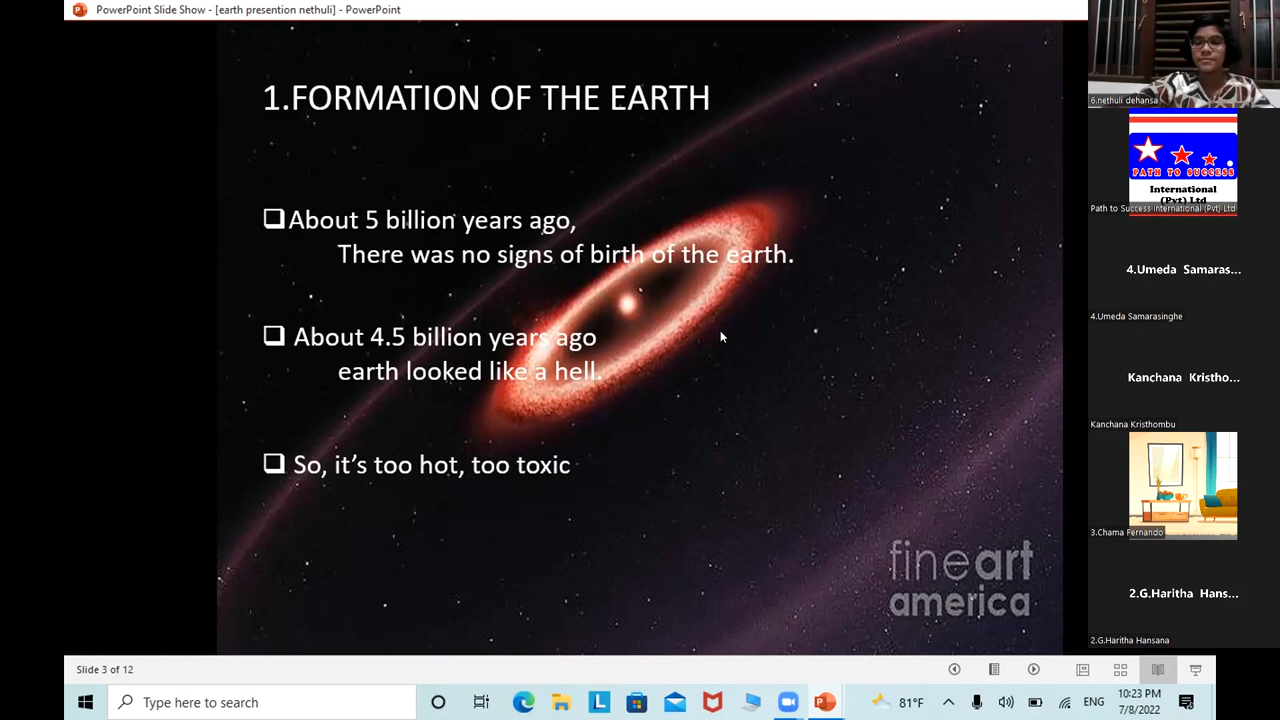 PowerPoint Slide Show - [earth presention nethuli] - PowerPoint
1.FORMATION OF THE EARTH
About 5 billion years ago,
There was no signs of birth of the earth.
About 4.5 billion years ago
earth looked like a hell.
So, it's too hot, too toxic
fineart
america
6.nethuli dehansa
PATH TO SUCCESS
International
(Pvt) Ltd
Path to Success International (Pvt) Ltd
4.Umeda Samaras...
4.Umeda Samarasinghe
Kanchana Kristho...
Kanchana Kristhombu
3.Chama Fernando
2.G.Haritha Hans...
2.G.Haritha Hansana
Slide 3 of 12
Type here to search
81°F
ENG
10:23 PM
7/8/2022